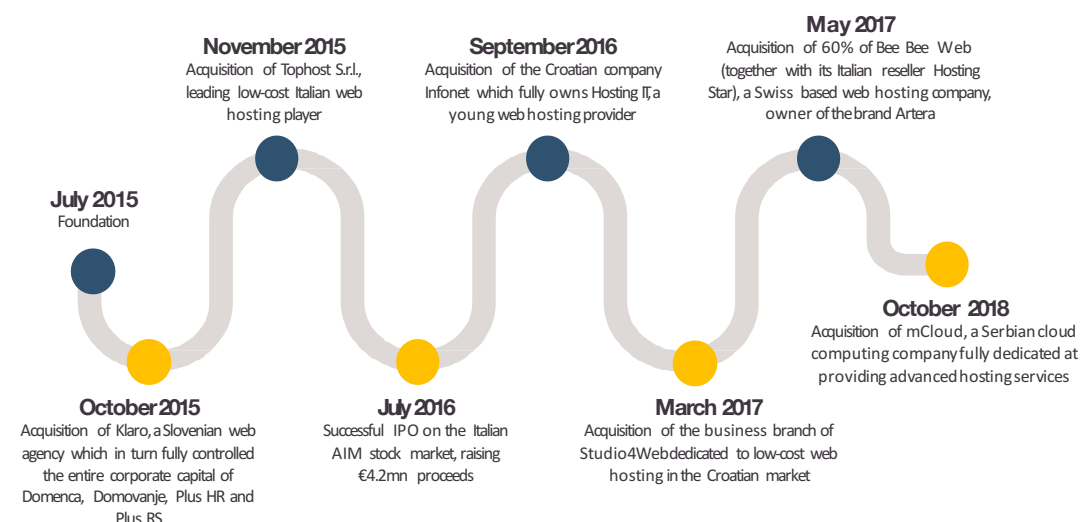 July 2015
Foundation
October 2015
Acquisition of Klaro, a Slovenian web
agency which in turn fully controlled
the entire corporate capital of
Domenca, Domovanje, Plus HR and
Plus RS
November 2015
Acquisition of Tophost S.r.l.,
leading low-cost Italian web
hosting player
July 2016
Successful IPO on the Italian
AIM stock market, raising
€4.2mn proceeds
September 2016
Acquisition of the Croatian company
Infonet which fully owns Hosting IT, a
young web hosting provider
March 2017
Acquisition of the business branch of
Studio4Web dedicated to low-cost web
hosting in the Croatian market
May 2017
Acquisition of 60% of Bee Bee Web
(together with its Italian reseller Hosting
Star), a Swiss based web hosting company,
owner of the brand Artera
October 2018
Acquisition of mCloud, a Serbian cloud
computing company fully dedicated at
providing advanced hosting services